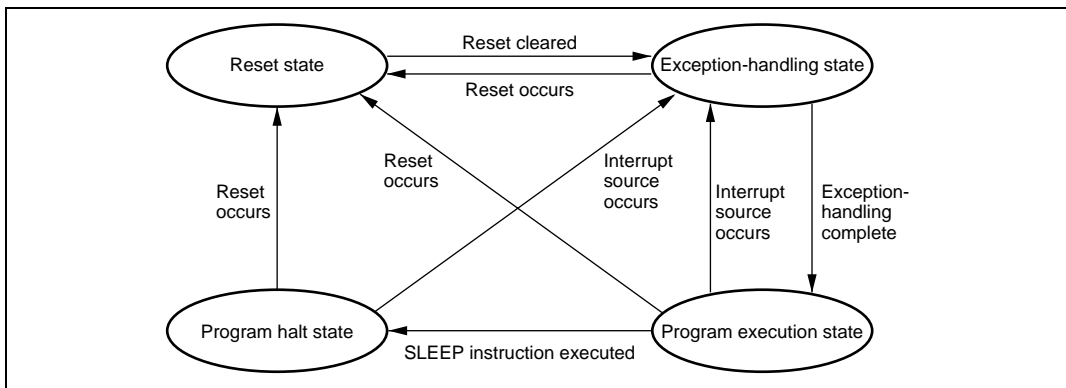 Reset cleared
Reset state
Exception-handling state
Reset occurs
Reset
occurs
Reset
occurs
Interrupt
source
occurs
Interrupt
source
occurs
Exception-
handling
complete
Program halt state
Program execution state
SLEEP instruction executed